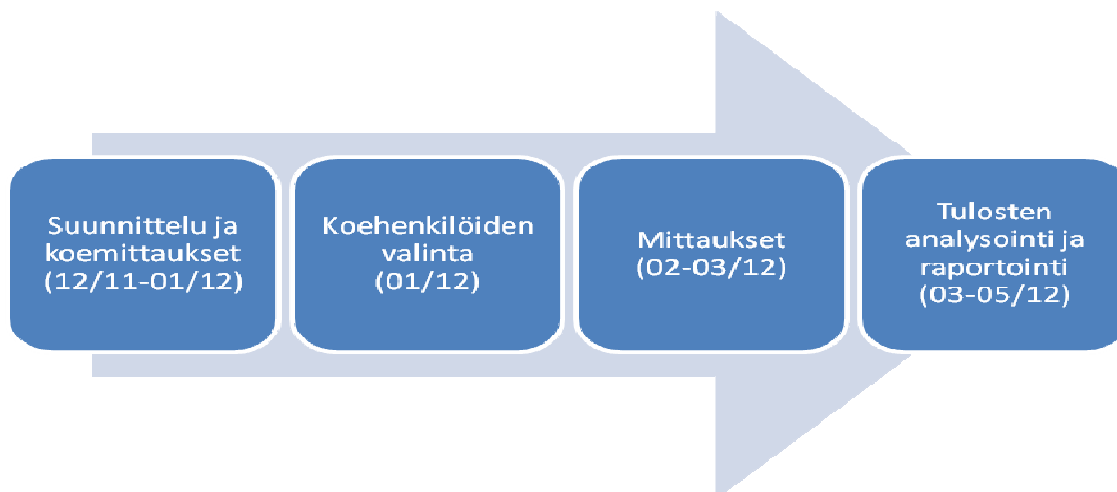 Suunnittelu ja
koemittaukset
(12/11-01/12)
Koehenkilöiden
valinta
(01/12)
Mittaukset
(02-03/12)
Tulosten
analysointi ja
raportointi
(03-05/12)